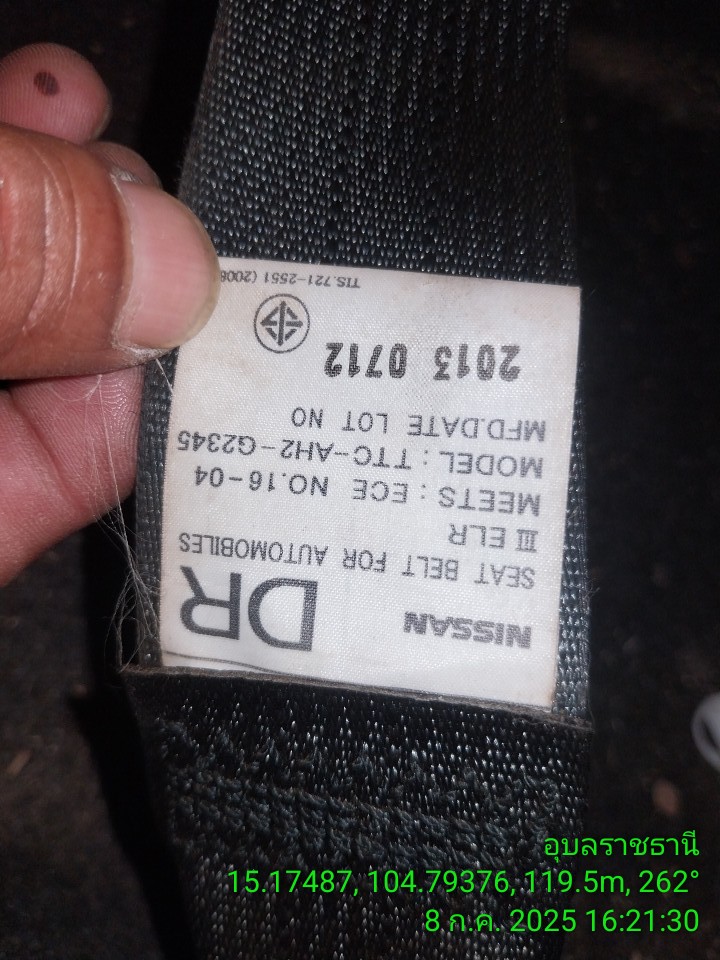 NISSAN DR
SEAT BELT FOR AUTOMOBILES
III ELR
MEETS : ECE NO.16-04
MODEL : TTC-AH2-G2345
MFD.DATE LOT NO
2013 0712
TIS.721-2551 (2008
อุบลราชธานี
15.17487, 104.79376, 119.5m, 262°
8 ก.ค. 2025 16:21:30